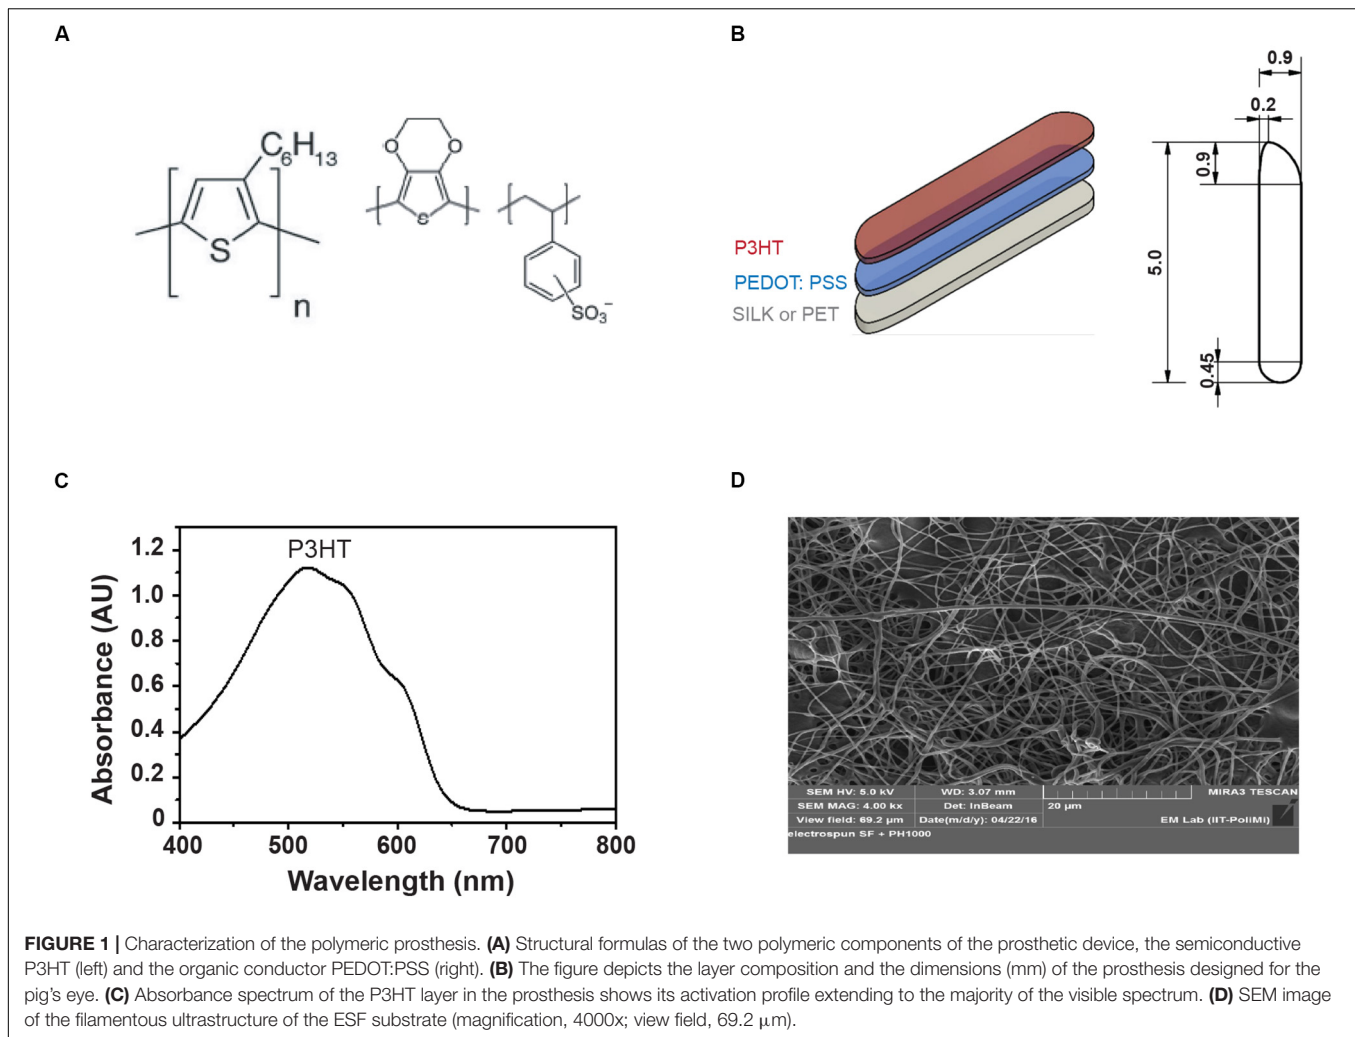 A
C6H13
S
n
O
O
S
SO3−
B
P3HT
PEDOT: PSS
SILK or PET
0.9
0.2
0.9
5.0
0.45
C
P3HT
Absorbance (AU)
1.2
1.0
0.8
0.6
0.4
0.2
0
400 500 600 700 800
Wavelength (nm)
D
SEM HV: 5.0 kV WD: 3.07 mm MIRA3 TESCAN
SEM MAG: 4.00 kx Det: InBeam 20 µm
View field: 69.2 µm Date(m/d/y): 04/22/16 EM Lab (IIT-PoliMi)
electrospun SF + PH1000
FIGURE 1 | Characterization of the polymeric prosthesis. (A) Structural formulas of the two polymeric components of the prosthetic device, the semiconductive
P3HT (left) and the organic conductor PEDOT:PSS (right). (B) The figure depicts the layer composition and the dimensions (mm) of the prosthesis designed for the
pig's eye. (C) Absorbance spectrum of the P3HT layer in the prosthesis shows its activation profile extending to the majority of the visible spectrum. (D) SEM image
of the filamentous ultrastructure of the ESF substrate (magnification, 4000x; view field, 69.2 µm).